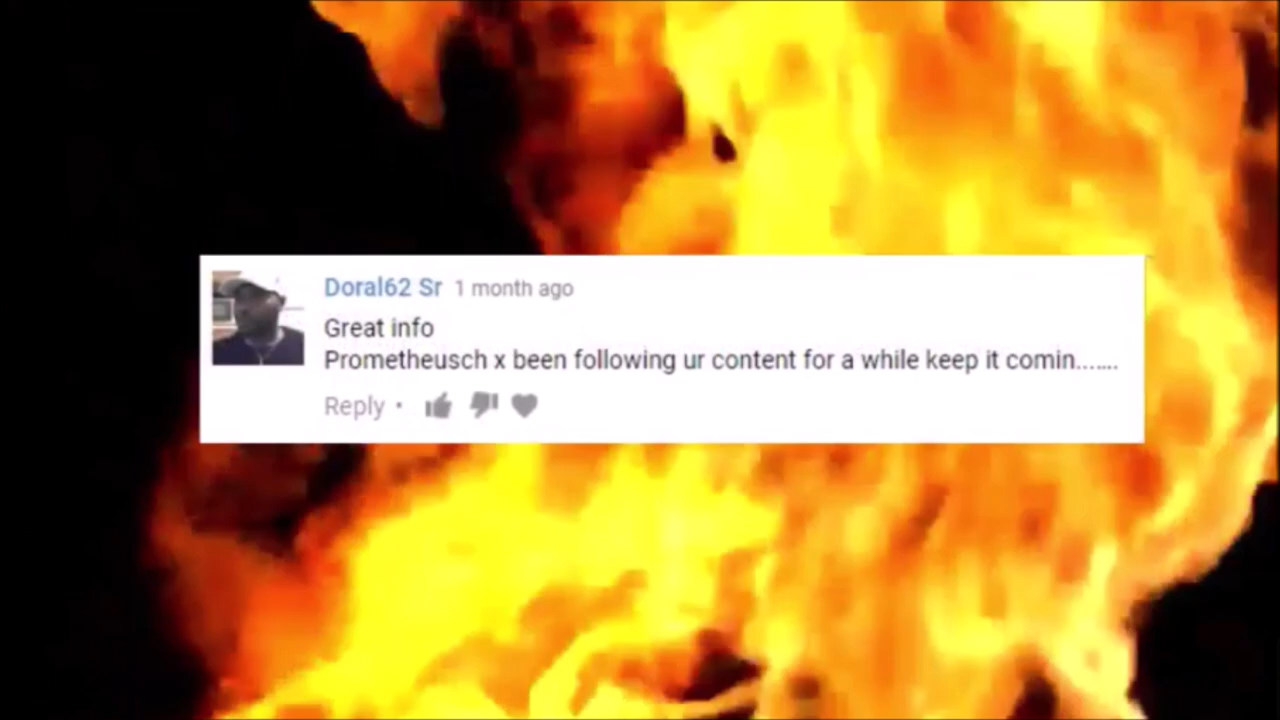 Doral62 Sr 1 month ago
Great info
Prometheusch x been following ur content for a while keep it comin.......
Reply •